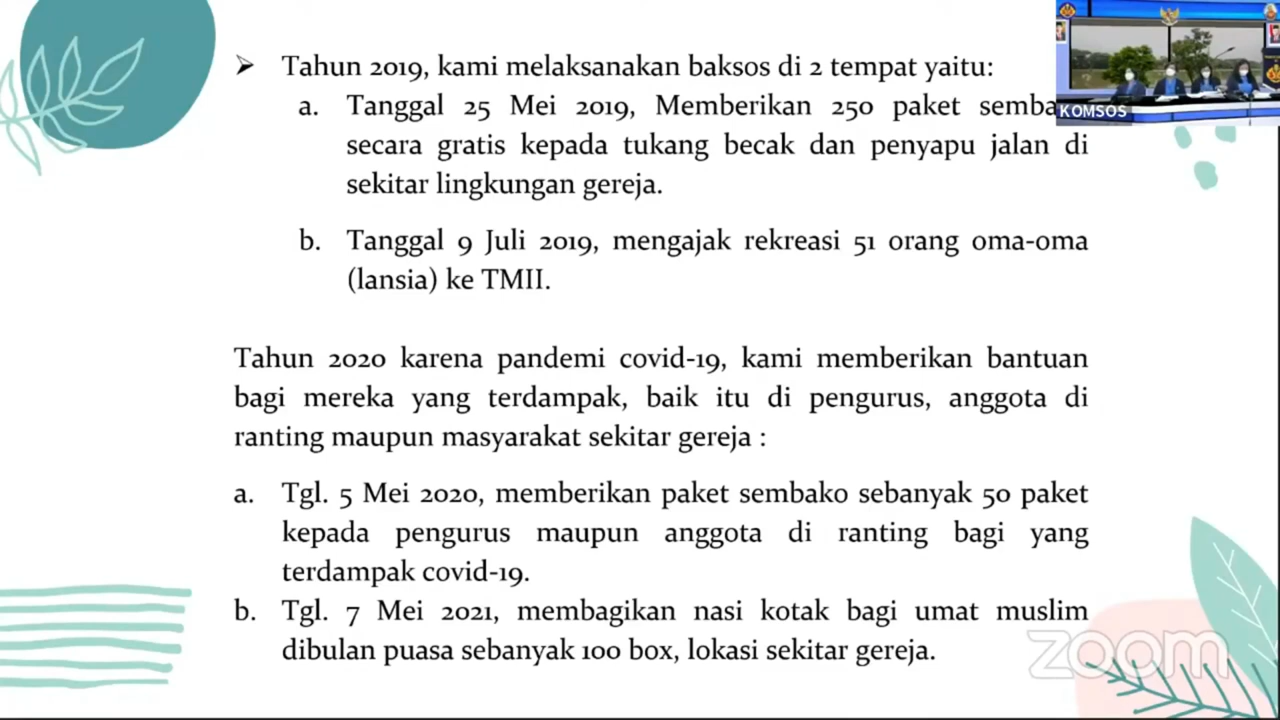 ➢ Tahun 2019, kami melaksanakan baksos di 2 tempat yaitu:
a. Tanggal 25 Mei 2019, Memberikan 250 paket semba
secara gratis kepada tukang becak dan penyapu jalan di
sekitar lingkungan gereja.
b. Tanggal 9 Juli 2019, mengajak rekreasi 51 orang oma-oma
(lansia) ke TMII.
Tahun 2020 karena pandemi covid-19, kami memberikan bantuan
bagi mereka yang terdampak, baik itu di pengurus, anggota di
ranting maupun masyarakat sekitar gereja :
a. Tgl. 5 Mei 2020, memberikan paket sembako sebanyak 50 paket
kepada pengurus maupun anggota di ranting bagi yang
terdampak covid-19.
b. Tgl. 7 Mei 2021, membagikan nasi kotak bagi umat muslim
dibulan puasa sebanyak 100 box, lokasi sekitar gereja.
KOMSOS
zoom